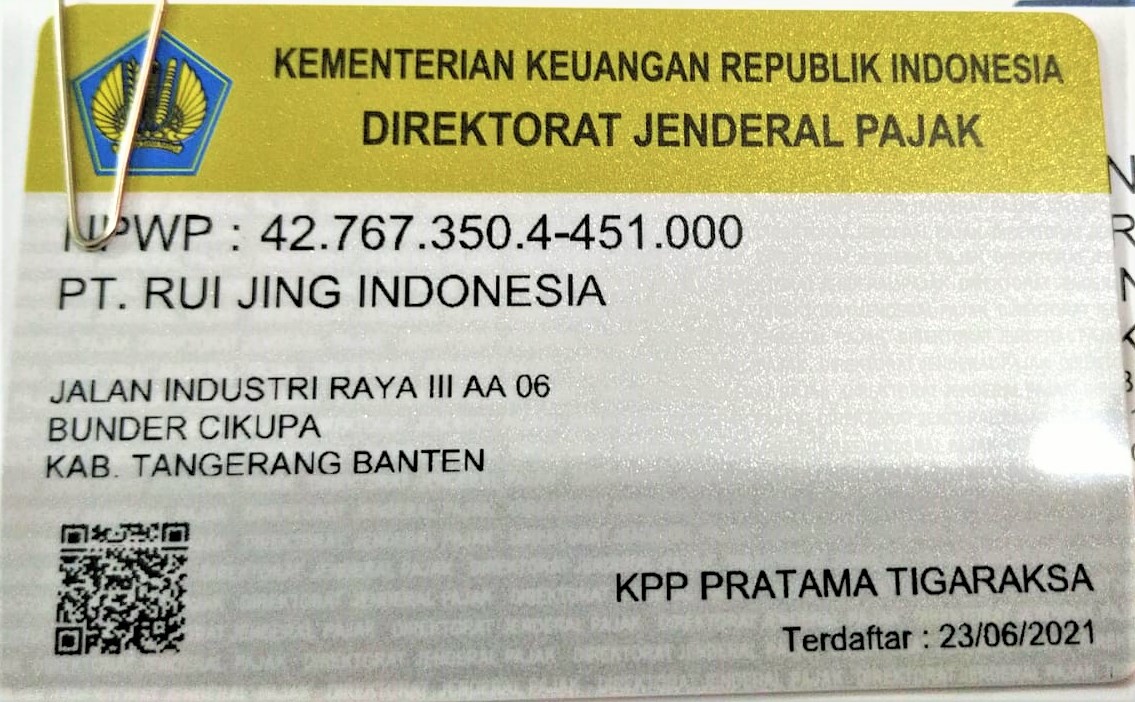 KEMENTERIAN KEUANGAN REPUBLIK INDONESIA
DIREKTORAT JENDERAL PAJAK
NPWP : 42.767.350.4-451.000
PT. RUI JING INDONESIA
JALAN INDUSTRI RAYA III AA 06
BUNDER CIKUPA
KAB. TANGERANG BANTEN
KPP PRATAMA TIGARAKSA
Terdaftar : 23/06/2021